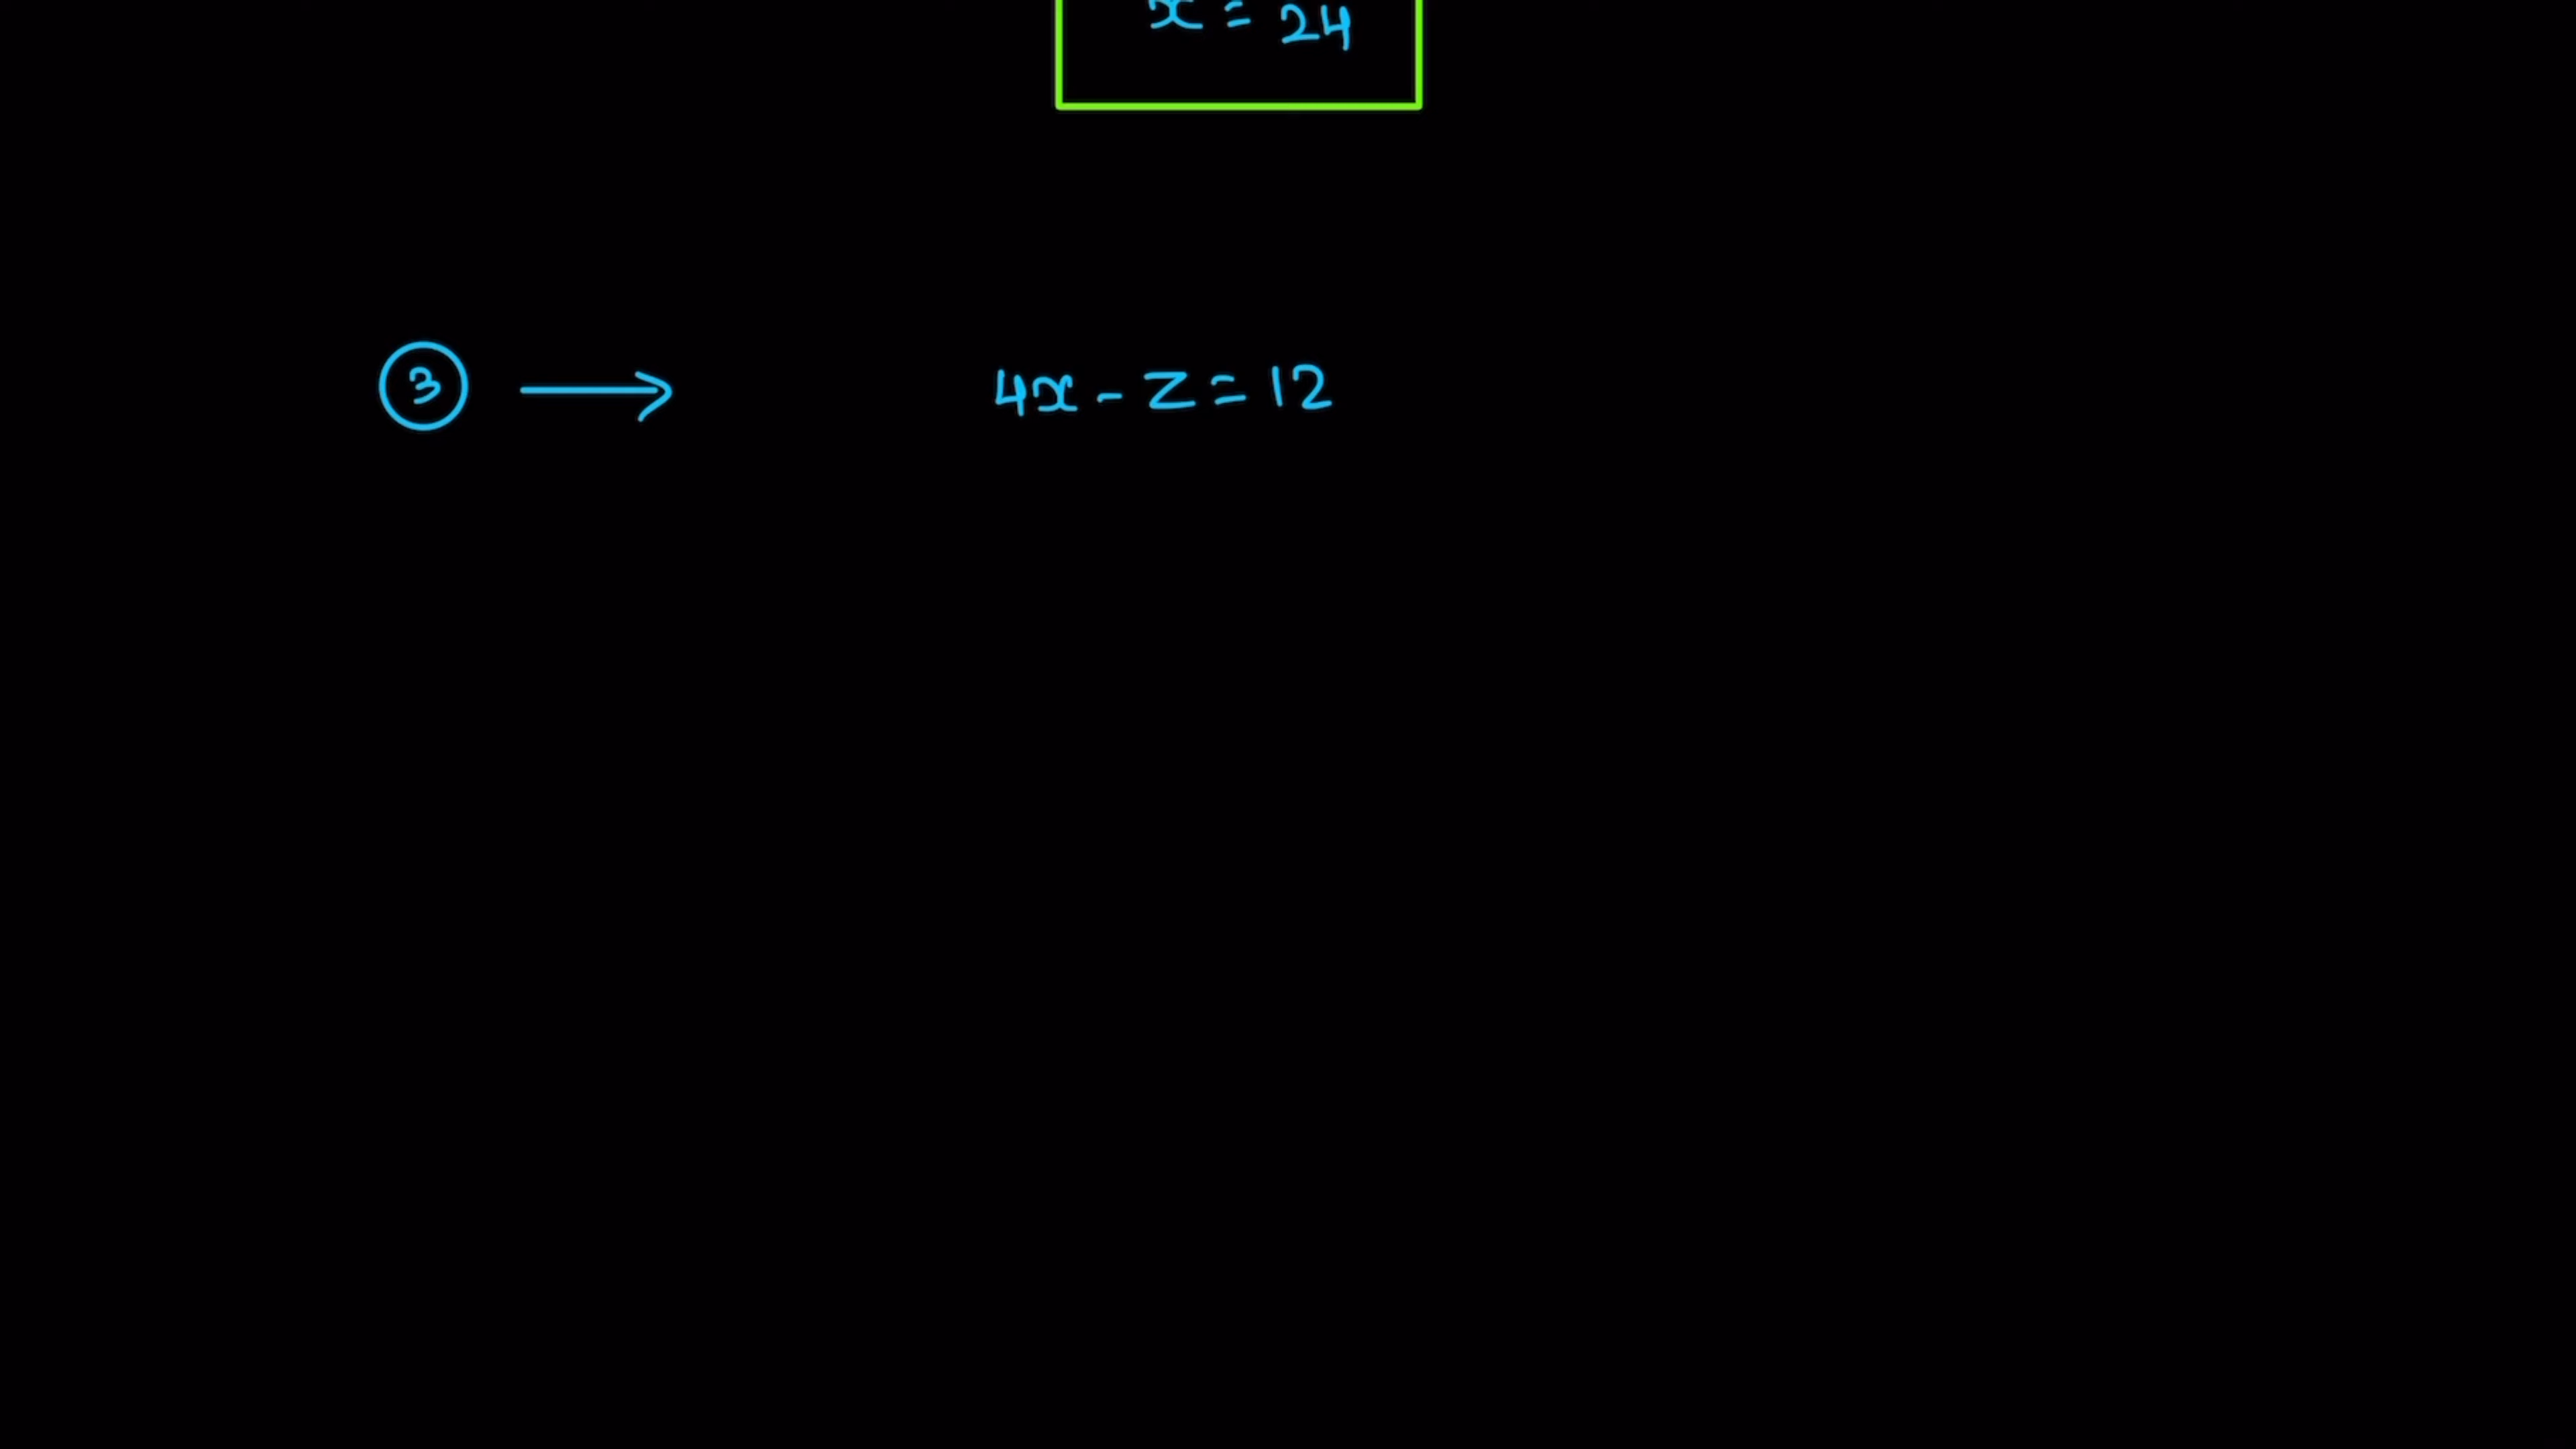 x = 24
③ → 4x - z = 12